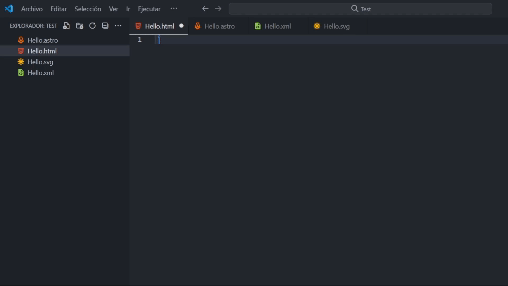 Archivo Editar Selección Ver Ir Ejecutar ··· Test
EXPLORADOR: TEST ···
Hello.html Hello.astro Hello.xml Hello.svg
Hello.astro
Hello.html
Hello.svg
Hello.xml
1